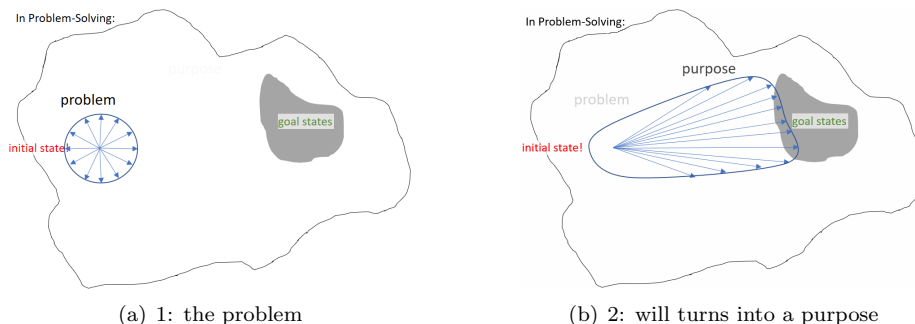 In Problem-Solving:
purpose
problem
goal states
initial state!
(a) 1: the problem
In Problem-Solving:
purpose
problem
goal states
initial state!
(b) 2: will turns into a purpose